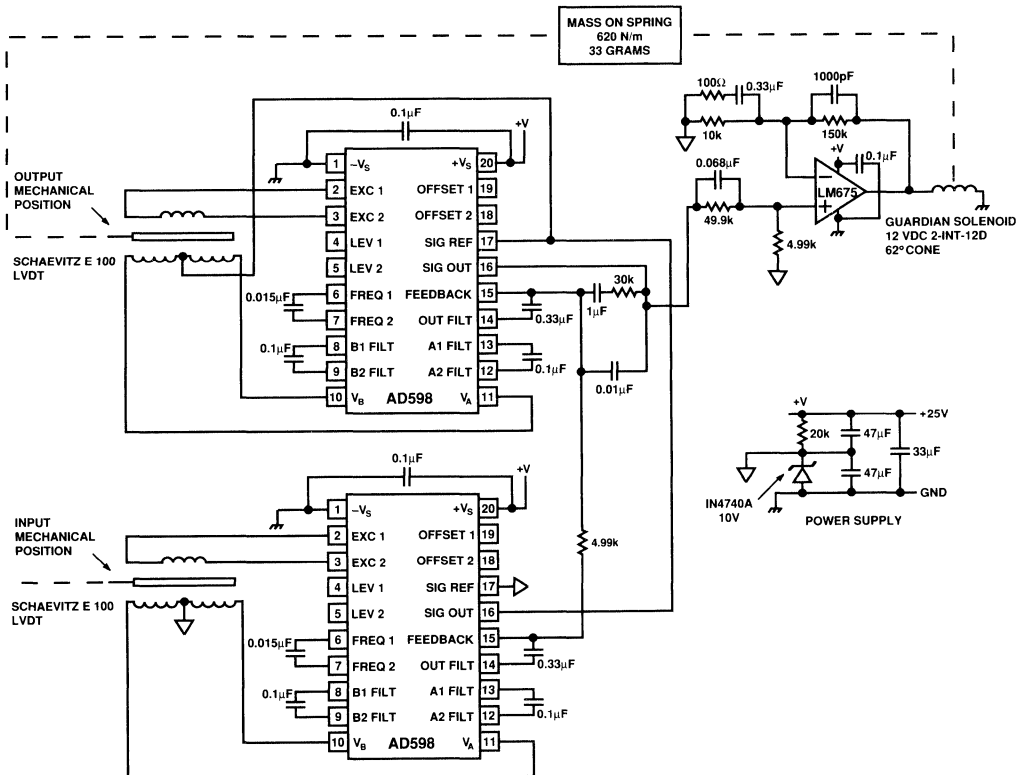 MASS ON SPRING
620 N/m
33 GRAMS
100Ω
0.33µF
1000pF
10k
150k
+V
0.1µF
0.068µF
LM675
49.9k
4.99k
GUARDIAN SOLENOID
12 VDC 2-INT-12D
62° CONE
0.1µF
+V
OUTPUT
MECHANICAL
POSITION
SCHAEVITZ E 100
LVDT
1 –VS
+VS 20
2 EXC 1
OFFSET 1 19
3 EXC 2
OFFSET 2 18
4 LEV 1
SIG REF 17
5 LEV 2
SIG OUT 16
6 FREQ 1
FEEDBACK 15
7 FREQ 2
OUT FILT 14
8 B1 FILT
A1 FILT 13
9 B2 FILT
A2 FILT 12
10 VB
AD598
VA 11
0.015µF
0.1µF
0.33µF
0.1µF
1µF
30k
0.01µF
4.99k
+V
+25V
20k
47µF
33µF
47µF
IN4740A
10V
GND
POWER SUPPLY
0.1µF
+V
INPUT
MECHANICAL
POSITION
SCHAEVITZ E 100
LVDT
1 –VS
+VS 20
2 EXC 1
OFFSET 1 19
3 EXC 2
OFFSET 2 18
4 LEV 1
SIG REF 17
5 LEV 2
SIG OUT 16
6 FREQ 1
FEEDBACK 15
7 FREQ 2
OUT FILT 14
8 B1 FILT
A1 FILT 13
9 B2 FILT
A2 FILT 12
10 VB
AD598
VA 11
0.015µF
0.1µF
0.33µF
0.1µF